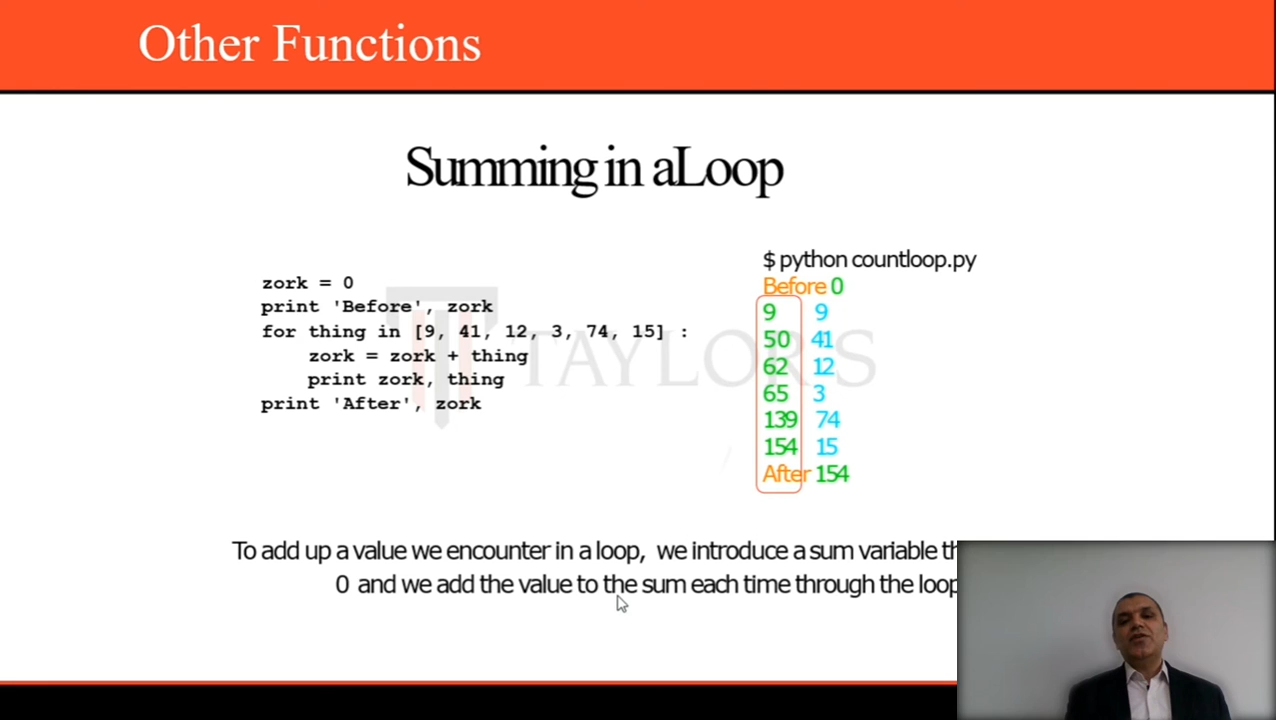 Other Functions
Summing in aLoop
zork = 0
print 'Before', zork
for thing in [9, 41, 12, 3, 74, 15] :
    zork = zork + thing
    print zork, thing
print 'After', zork
TAYLOR'S
$ python countloop.py
Before 0
9 9
50 41
62 12
65 3
139 74
154 15
After 154
To add up a value we encounter in a loop, we introduce a sum variable
0 and we add the value to the sum each time through the loop